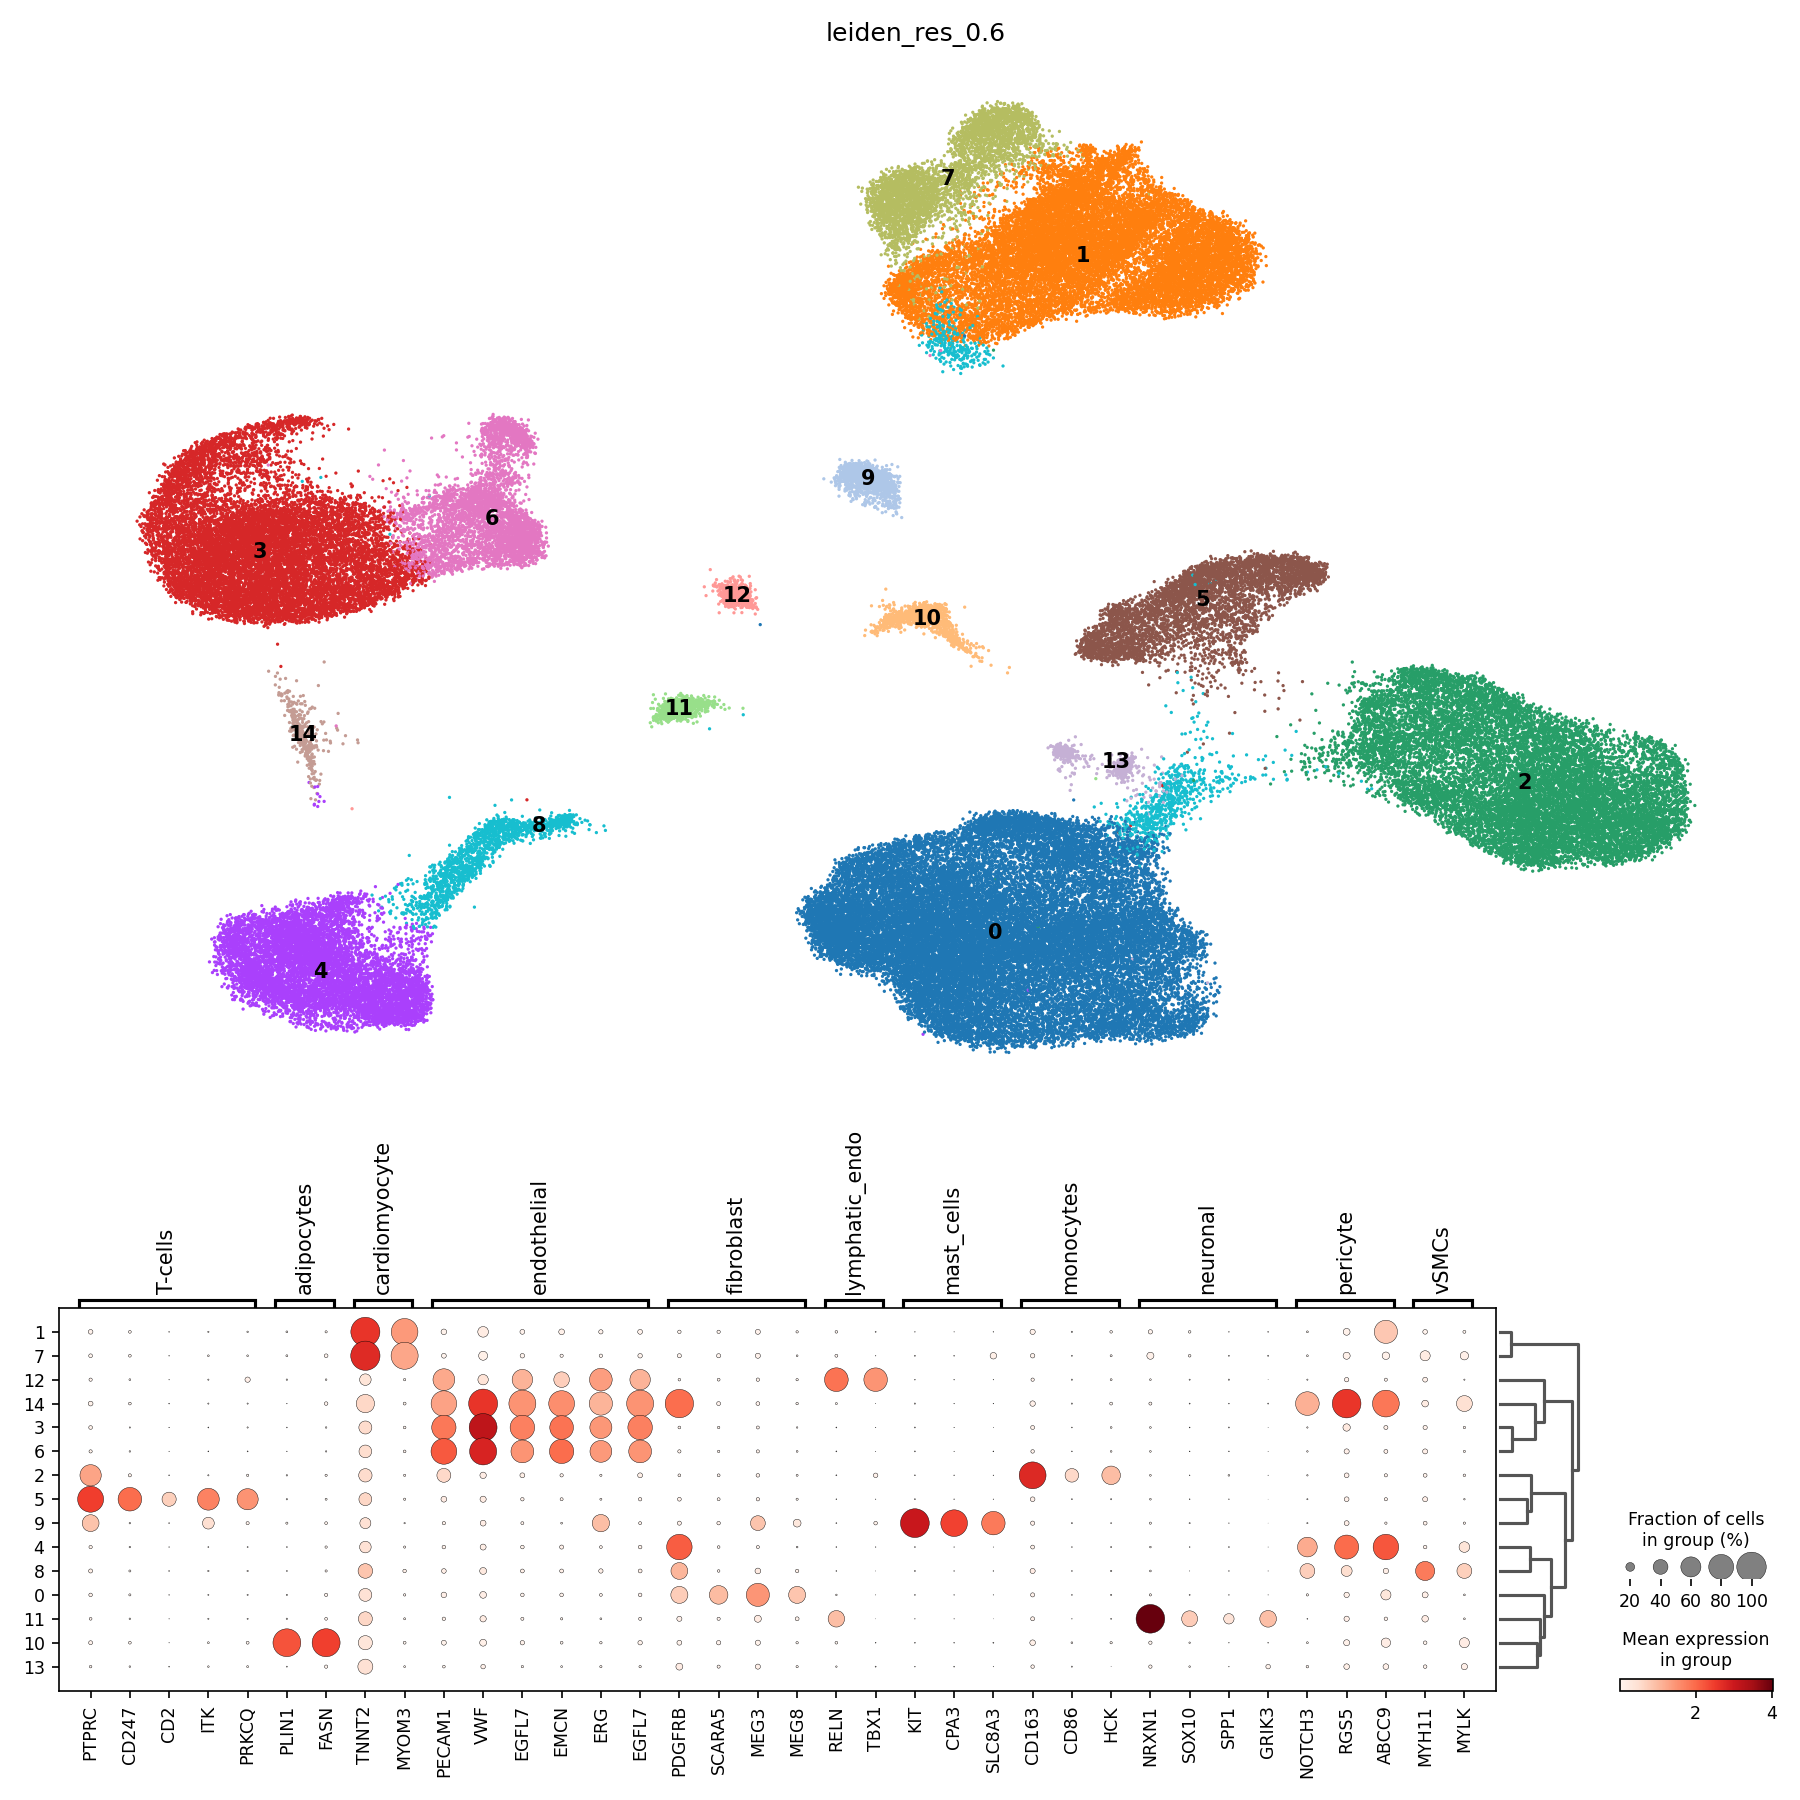 leiden_res_0.6
7
1
9
3
6
12
10
5
11
14
13
2
8
4
0
T-cells
adipocytes
cardiomyocyte
endothelial
fibroblast
lymphatic_endo
mast_cells
monocytes
neuronal
pericyte
vSMCs
1
7
12
14
3
6
2
5
9
4
8
0
11
10
13
PTPRC
CD247
CD2
ITK
PRKCQ
PLIN1
FASN
TNNT2
MYOM3
PECAM1
VWF
EGFL7
EMCN
ERG
EGFL7
PDGFRB
SCARA5
MEG3
MEG8
RELN
TBX1
KIT
CPA3
SLC8A3
CD163
CD86
HCK
NRXN1
SOX10
SPP1
GRIK3
NOTCH3
RGS5
ABCC9
MYH11
MYLK
Fraction of cells
in group (%)
20 40 60 80 100
Mean expression
in group
2 4